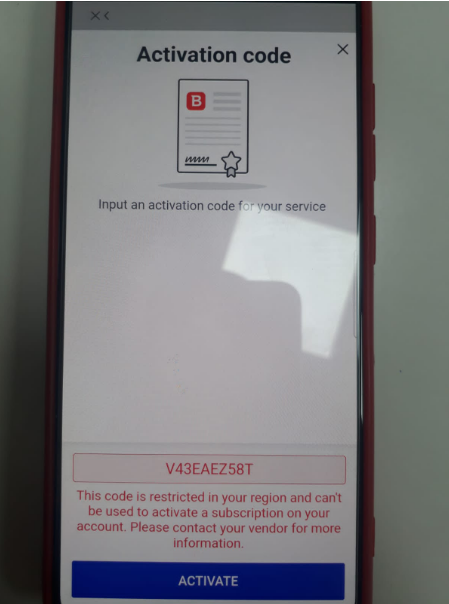 Activation code
B
Input an activation code for your service
V43EAEZ58T
This code is restricted in your region and can't
be used to activate a subscription on your
account. Please contact your vendor for more
information.
ACTIVATE